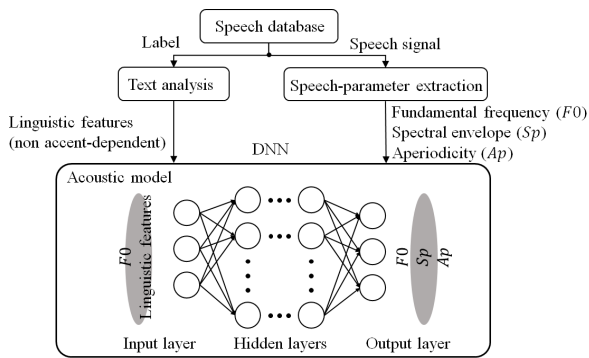 Speech database
Label
Speech signal
Text analysis
Speech-parameter extraction
Linguistic features
(non accent-dependent)
Fundamental frequency (F0)
Spectral envelope (Sp)
Aperiodicity (Ap)
DNN
Acoustic model
F0
Linguistic features
F0
Sp
Ap
Input layer
Hidden layers
Output layer